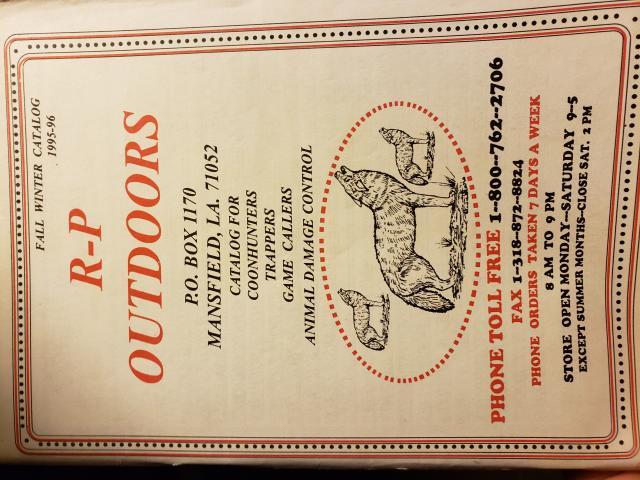 FALL WINTER CATALOG
1995-96
R-P
OUTDOORS
P.O. BOX 1170
MANSFIELD, LA. 71052
CATALOG FOR
COONHUNTERS
TRAPPERS
GAME CALLERS
ANIMAL DAMAGE CONTROL
PHONE TOLL FREE 1--800--762--2706
FAX 1--318--872--8824
PHONE ORDERS TAKEN 7 DAYS A WEEK
8 AM TO 9 PM
STORE OPEN MONDAY--SATURDAY 9-5
EXCEPT SUMMER MONTHS--CLOSE SAT. 2 PM